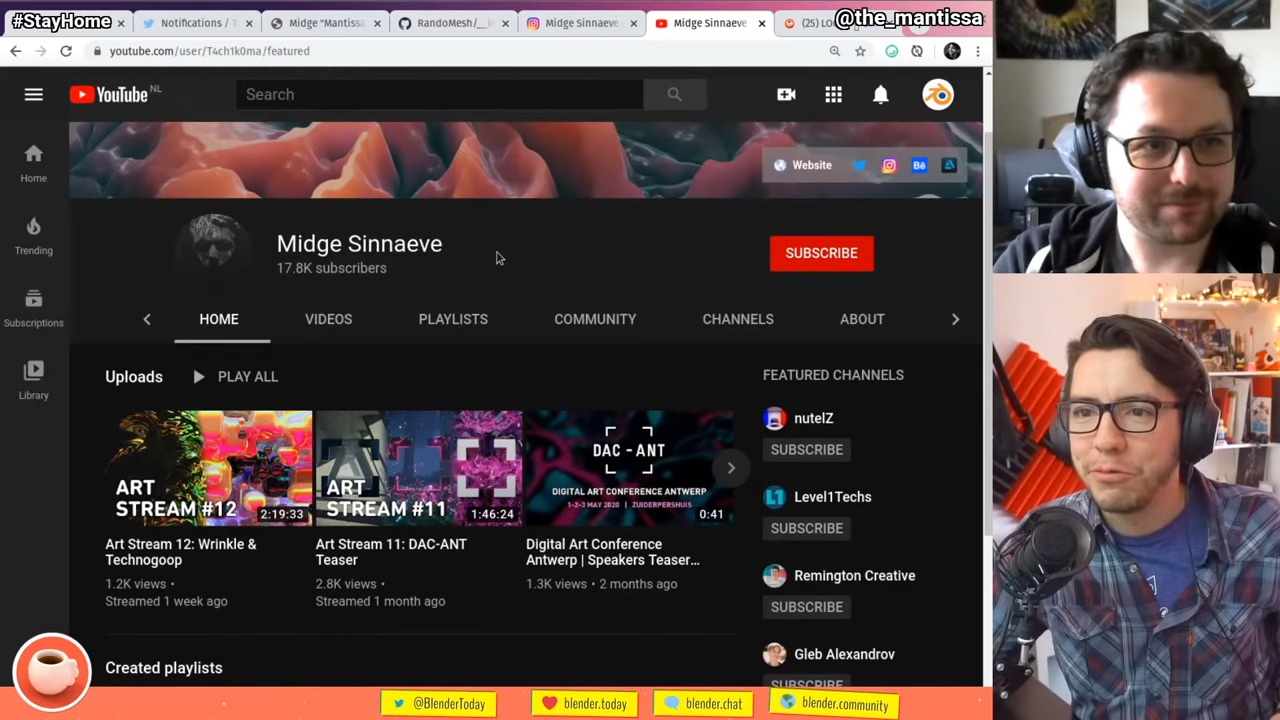 #StayHome
Notifications / T
Midge "Mantissa
RandoMesh/__in
Midge Sinnaeve
Midge Sinnaeve
(25) LO
@the_mantissa
youtube.com/user/T4ch1k0ma/featured
YouTube NL
Search
Home
Trending
Subscriptions
Library
Website
Bē
Midge Sinnaeve
17.8K subscribers
SUBSCRIBE
HOME
VIDEOS
PLAYLISTS
COMMUNITY
CHANNELS
ABOUT
Uploads
PLAY ALL
ART
STREAM #12
2:19:33
ART
STREAM #11
1:46:24
DAC - ANT
DIGITAL ART CONFERENCE ANTWERP
1-2-3 MAY 2020 | ZUIDERPERSHUIS
0:41
Art Stream 12: Wrinkle &
Technogoop
1.2K views •
Streamed 1 week ago
Art Stream 11: DAC-ANT
Teaser
2.8K views •
Streamed 1 month ago
Digital Art Conference
Antwerp | Speakers Teaser...
1.3K views • 2 months ago
FEATURED CHANNELS
nutelZ
SUBSCRIBE
Level1Techs
SUBSCRIBE
Remington Creative
SUBSCRIBE
Gleb Alexandrov
SUBSCRIBE
Created playlists
@BlenderToday
blender.today
blender.chat
blender.community